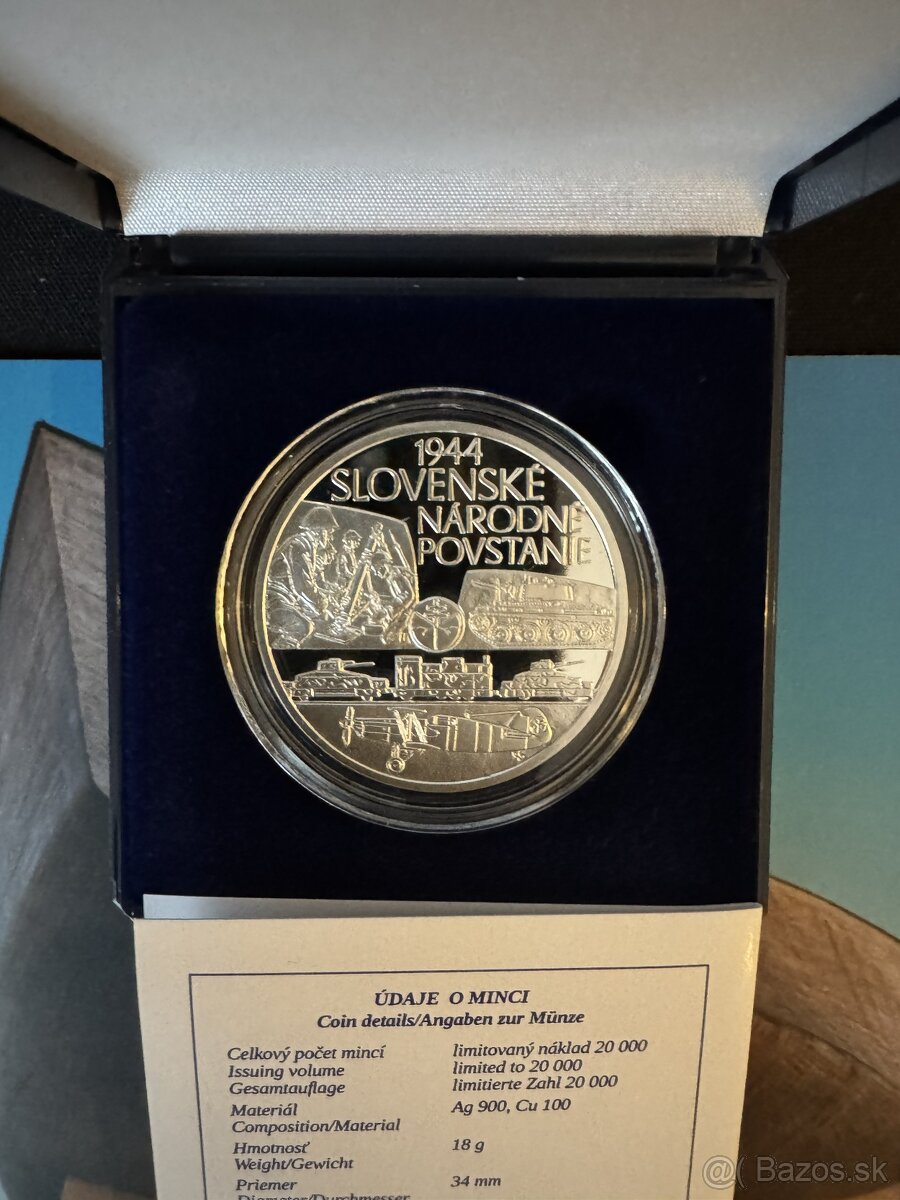 1944
SLOVENSKÉ
NÁRODNÉ
POVSTANIE
ÚDAJE O MINCI
Coin details/Angaben zur Münze
Celkový počet mincí limitovaný náklad 20 000
Issuing volume limited to 20 000
Gesamtauflage limitierte Zahl 20 000
Materiál Ag 900, Cu 100
Composition/Material
Hmotnosť 18 g
Weight/Gewicht
Priemer 34 mm
Diameter/Durchmesser
@( Bazos.sk